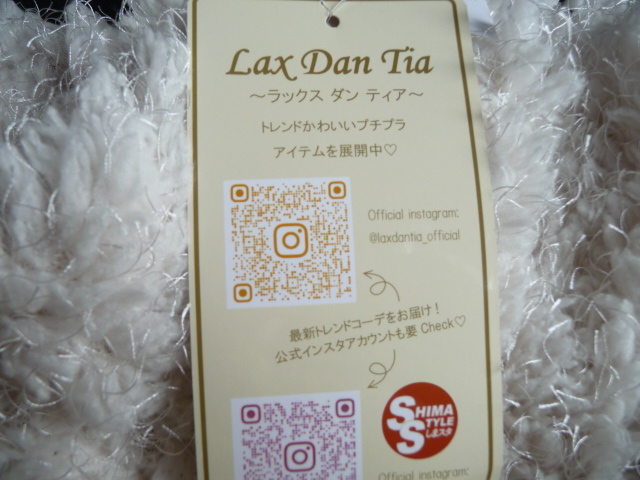 Lax Dan Tia
～ラックス ダン ティア～
トレンドかわいいプチプラ
アイテムを展開中♡
Official instagram:
@laxdantia_official
最新トレンドコーデをお届け！
公式インスタアカウントも要 Check♡
SHIMA
STYLE
しまスタ
SS
Official instagram: